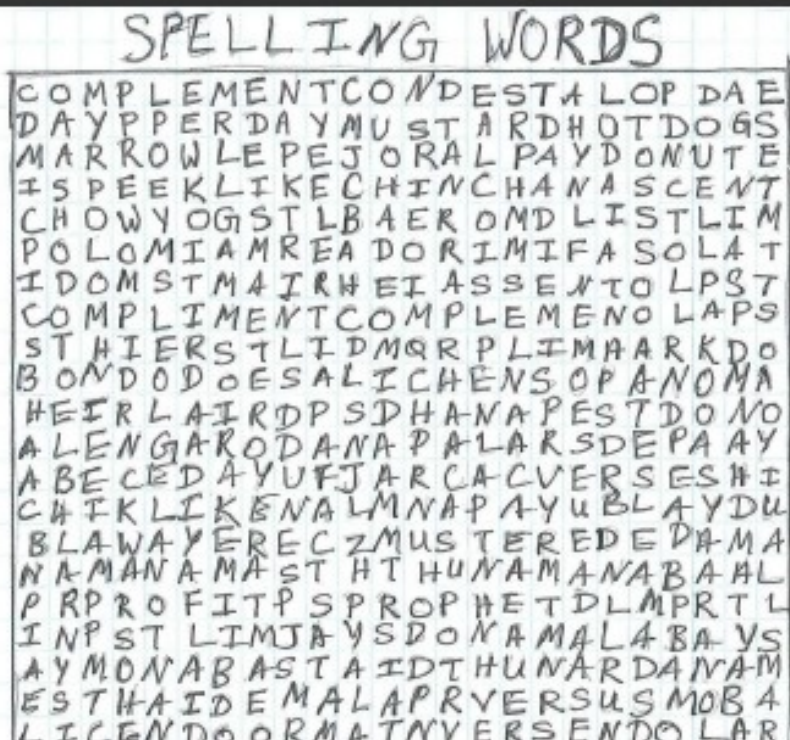 SPELLING WORDS
COMPLEMENTCONDESTALOPDAE
DAYPPERDAYMUSTARDHOTDOGS
MARROWLEPEJORALPAYDONUTE
ISPEEKLIKECHINCHANASCENT
CHOWYOGSTLBAEROMDLISTLIM
POLOMIAMREADORIMIFASOLAT
IDOMSTMAIRHEIASSENTOLPST
COMPLIMENTCOMPLEMENOLAPS
STHIERSTLIDMQRPLIMAARKDO
BONDODOESALICHENSOPANOMA
HEIRLAIRDPSDHANAPESTDONO
ALENGARODANAPALARSDEPAAY
ABECEDAYUFJARCACVERSESHI
CHIKLIKENALMNAPAYUBLAYDU
BLAWAYERECZMUSTEREDEDAMA
NAMANAMASTHTHUNAMANABAAL
PRPROFITPSPROPHETDLMPRTL
INPSTLIMJAYSDONAMALABAYS
AYMONABASTAIDTHUNARDANAM
ESTHAIDEMALAPRVERSUSMOBA
LICENDOORMAINVERSENDOLAR